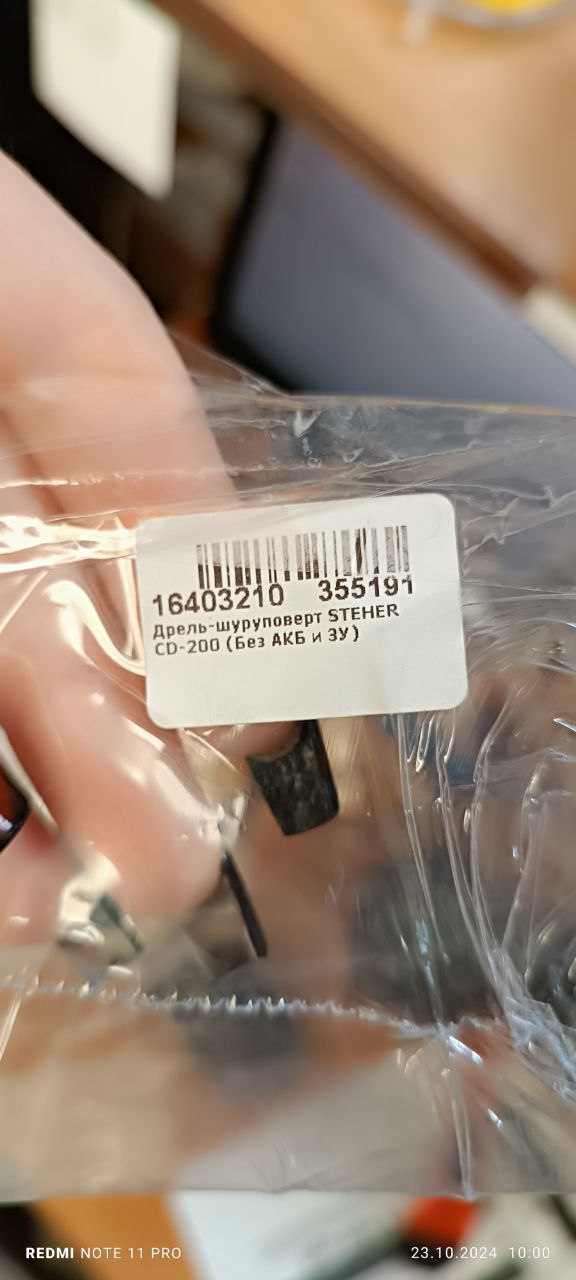 16403210 355191
Дрель-шуруповерт STEHER
CD-200 (Без АКБ и ЗУ)
REDMI NOTE 11 PRO
23.10.2024 10:00